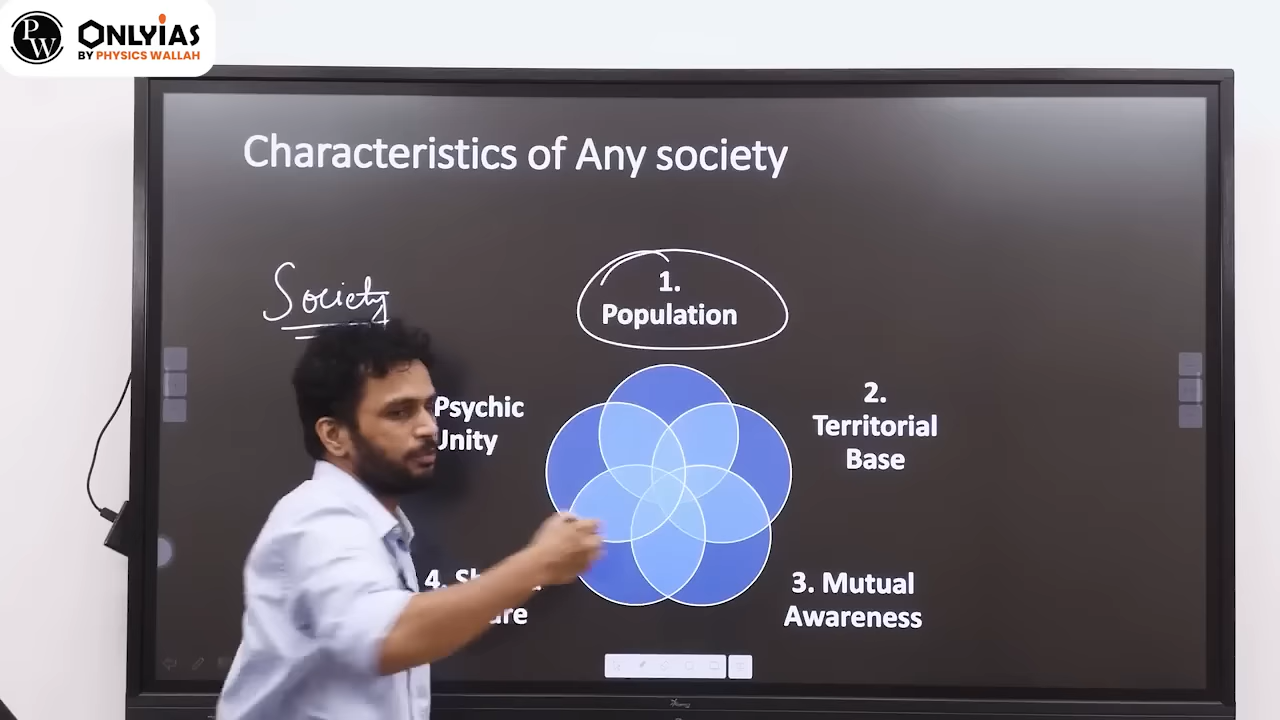 PW
ONLYIAS
BY PHYSICS WALLAH
Characteristics of Any society
Society
1.
Population
2.
Territorial
Base
3. Mutual
Awareness
4.
Psychic
Unity